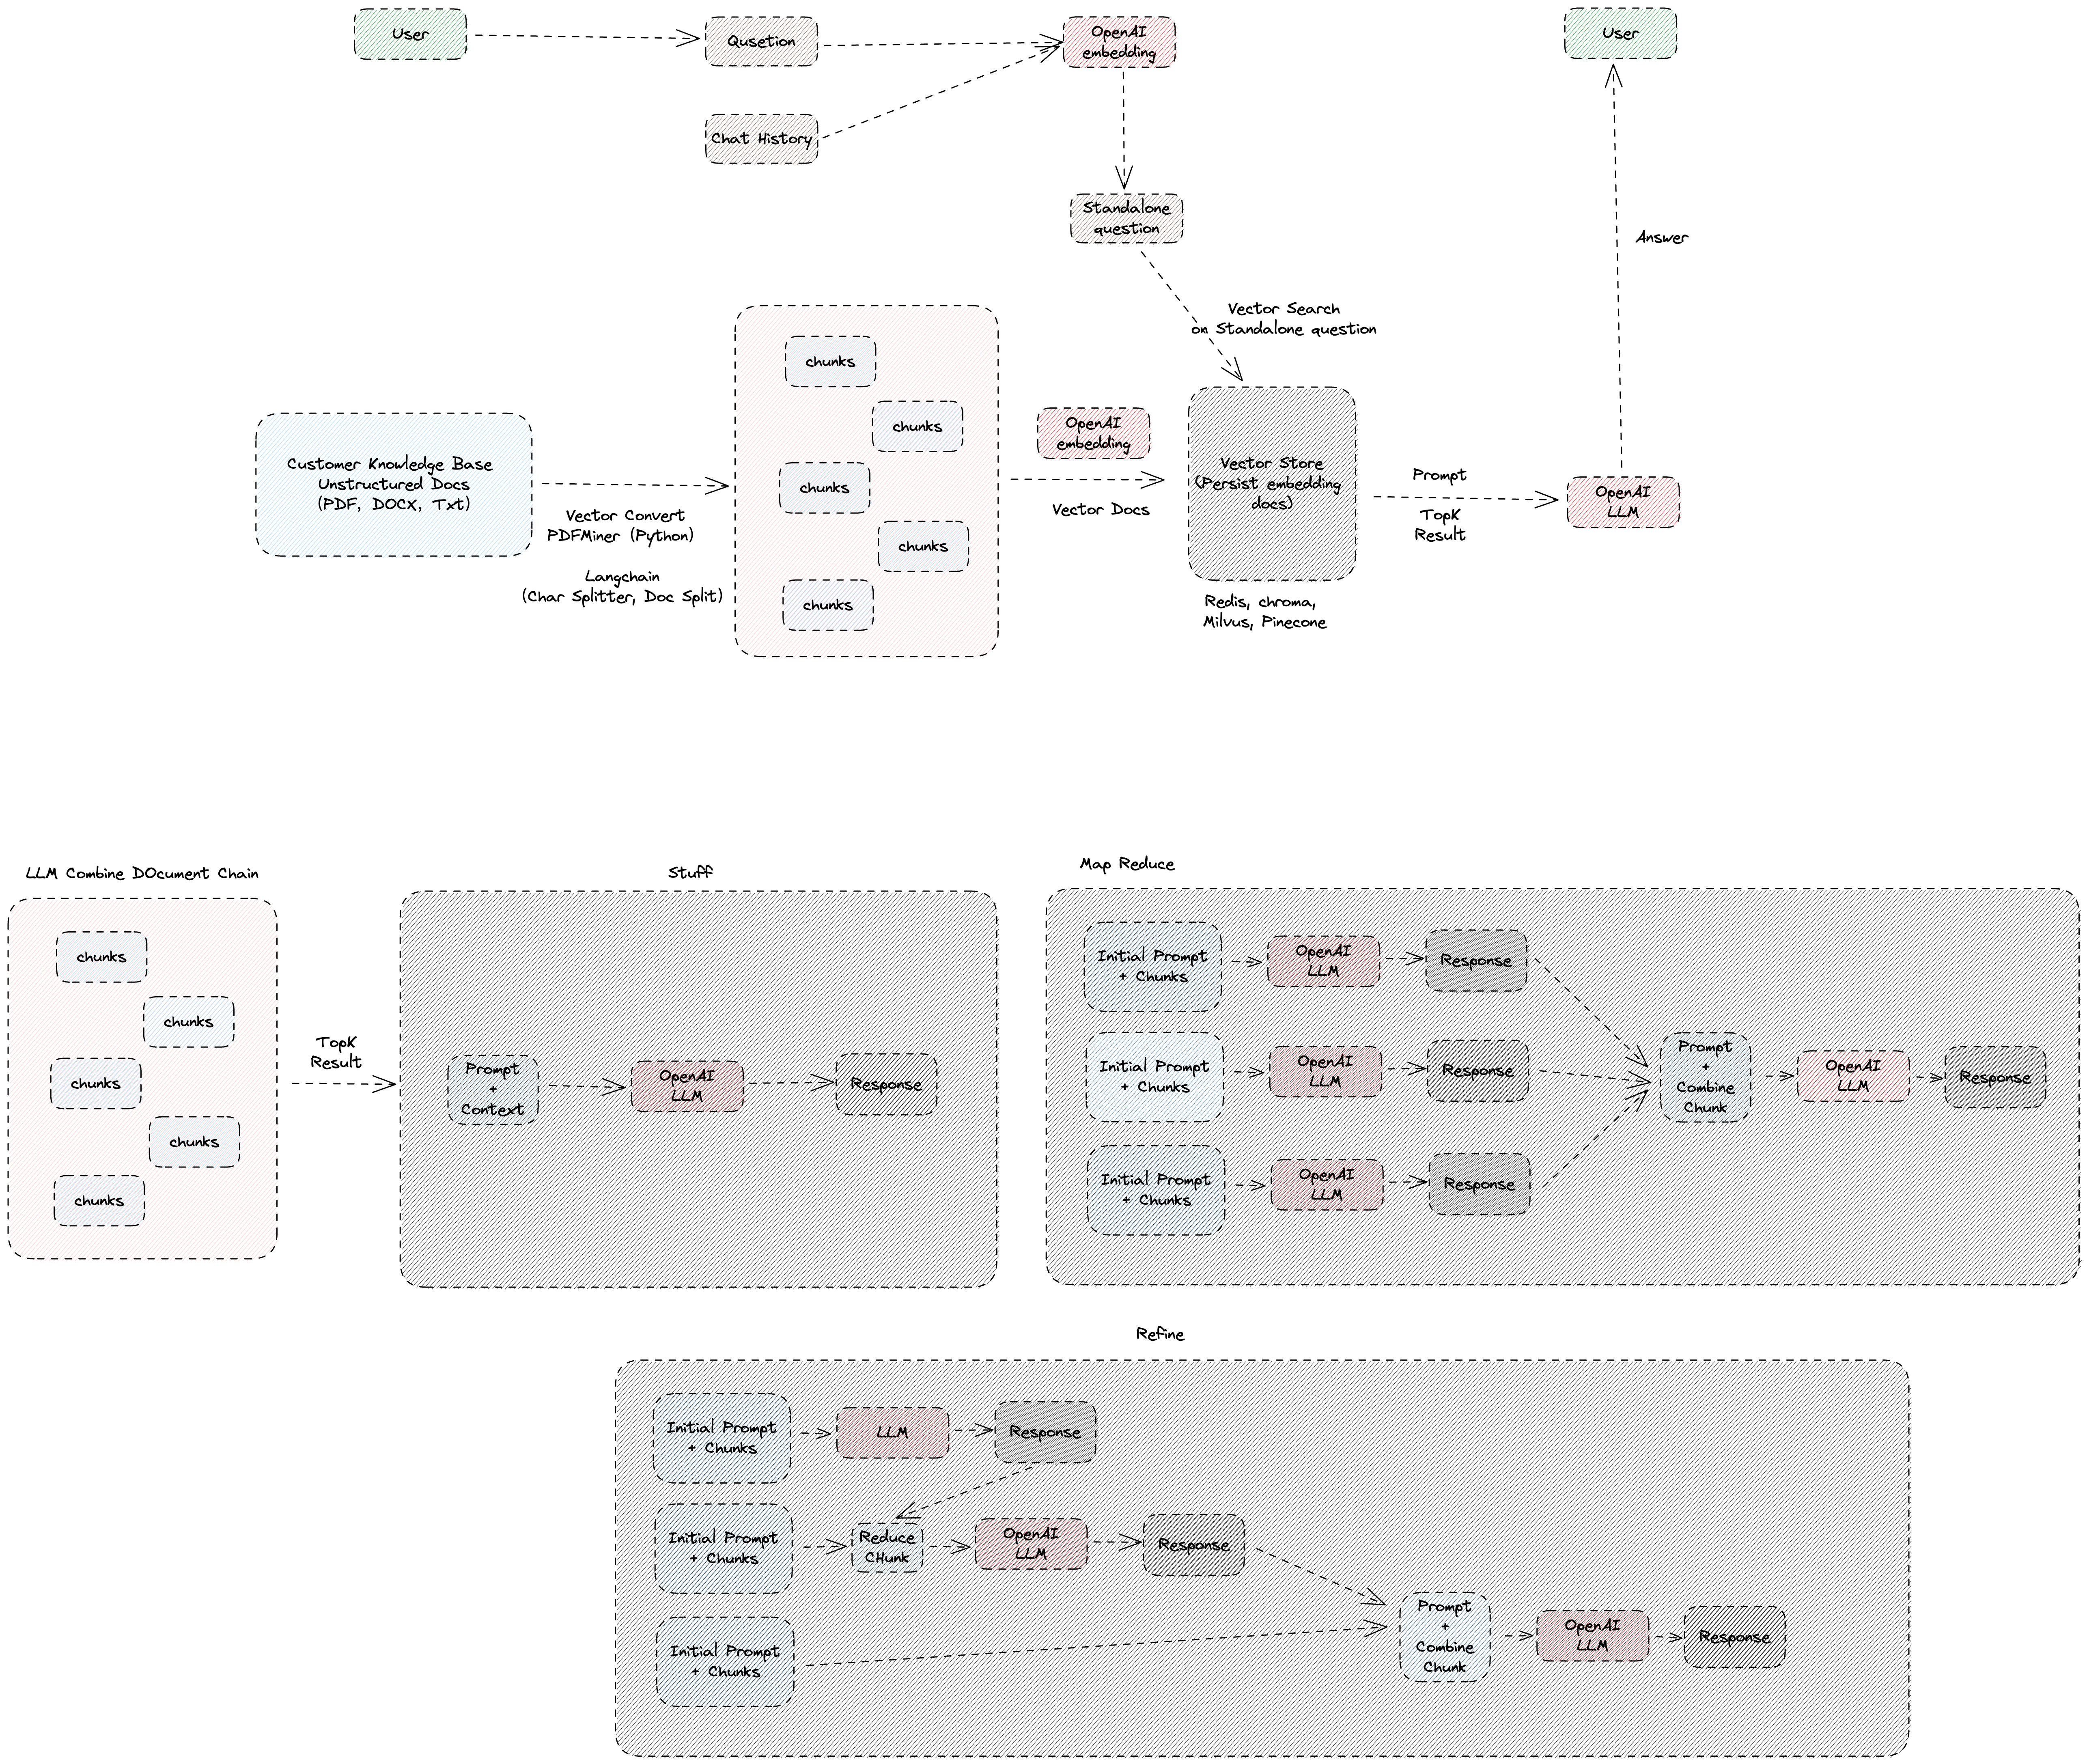 User
Qusetion
OpenAI
embedding
User
Chat History
Standalone
question
Answer
Vector Search
on Standalone question
chunks
chunks
chunks
chunks
chunks
OpenAI
embedding
Customer Knowledge Base
Unstructured Docs
(PDF, DOCX, Txt)
Vector Convert
PDFMiner (Python)
Langchain
(Char Splitter, Doc Split)
Vector Docs
Vector Store
(Persist embedding
docs)
Redis, chroma,
Milvus, Pinecone
Prompt
TopK
Result
OpenAI
LLM
LLM Combine DOcument Chain
chunks
chunks
chunks
chunks
chunks
TopK
Result
Stuff
Prompt
+
Context
OpenAI
LLM
Response
Map Reduce
Initial Prompt
+ Chunks
OpenAI
LLM
Response
Initial Prompt
+ Chunks
OpenAI
LLM
Response
Initial Prompt
+ Chunks
OpenAI
LLM
Response
Prompt
+
Combine
Chunk
OpenAI
LLM
Response
Refine
Initial Prompt
+ Chunks
LLM
Response
Initial Prompt
+ Chunks
Reduce
CHunk
OpenAI
LLM
Response
Initial Prompt
+ Chunks
Prompt
+
Combine
Chunk
OpenAI
LLM
Response